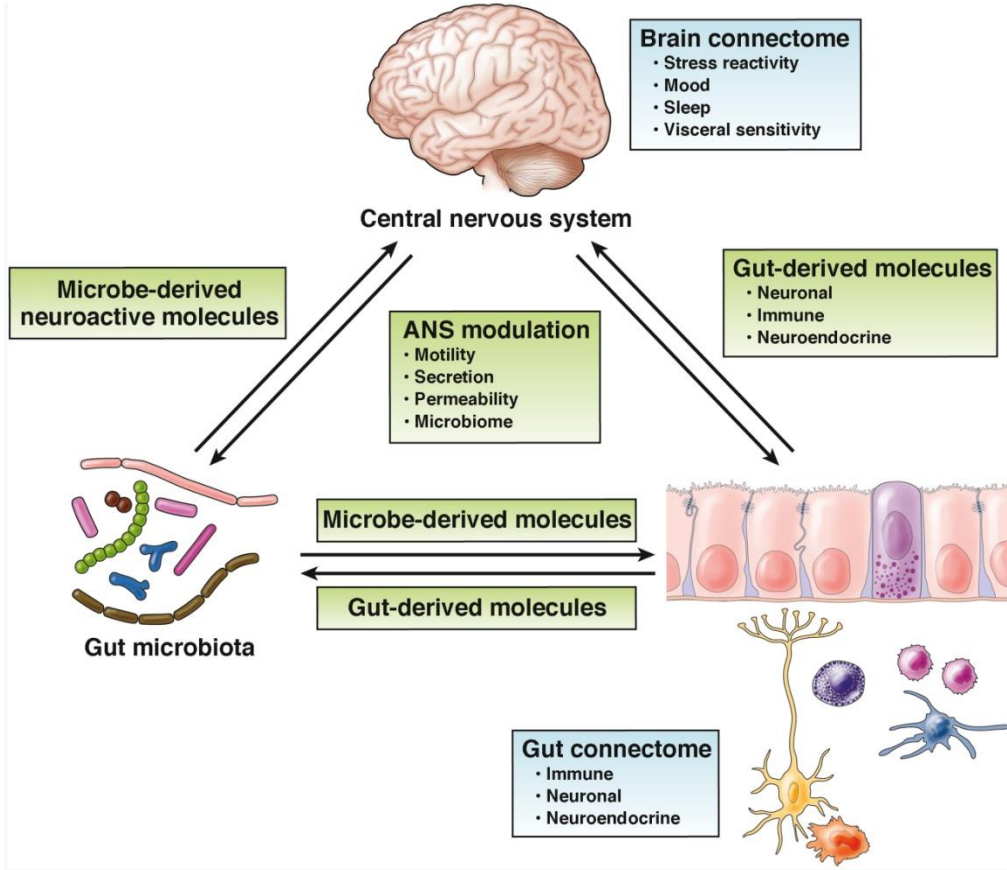 Brain connectome
· Stress reactivity
· Mood
· Sleep
· Visceral sensitivity
Central nervous system
Microbe-derived
neuroactive molecules
ANS modulation
· Motility
· Secretion
· Permeability
· Microbiome
Gut-derived molecules
· Neuronal
· Immune
· Neuroendocrine
Microbe-derived molecules
Gut-derived molecules
Gut microbiota
Gut connectome
· Immune
· Neuronal
· Neuroendocrine